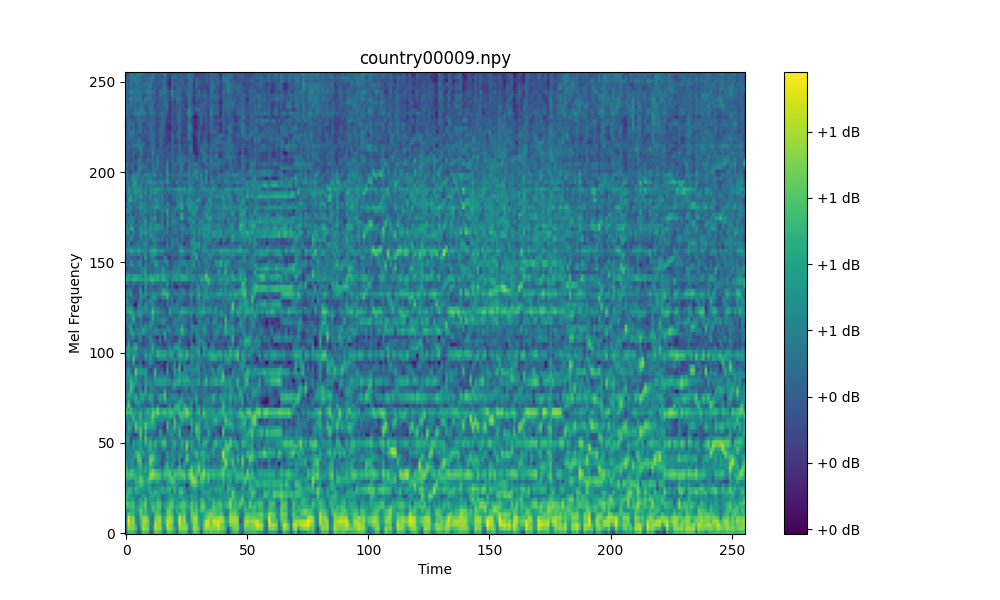 country00009.npy
250
200
150
100
50
0
Mel Frequency
0 50 100 150 200 250
Time
+1 dB
+1 dB
+1 dB
+1 dB
+0 dB
+0 dB
+0 dB